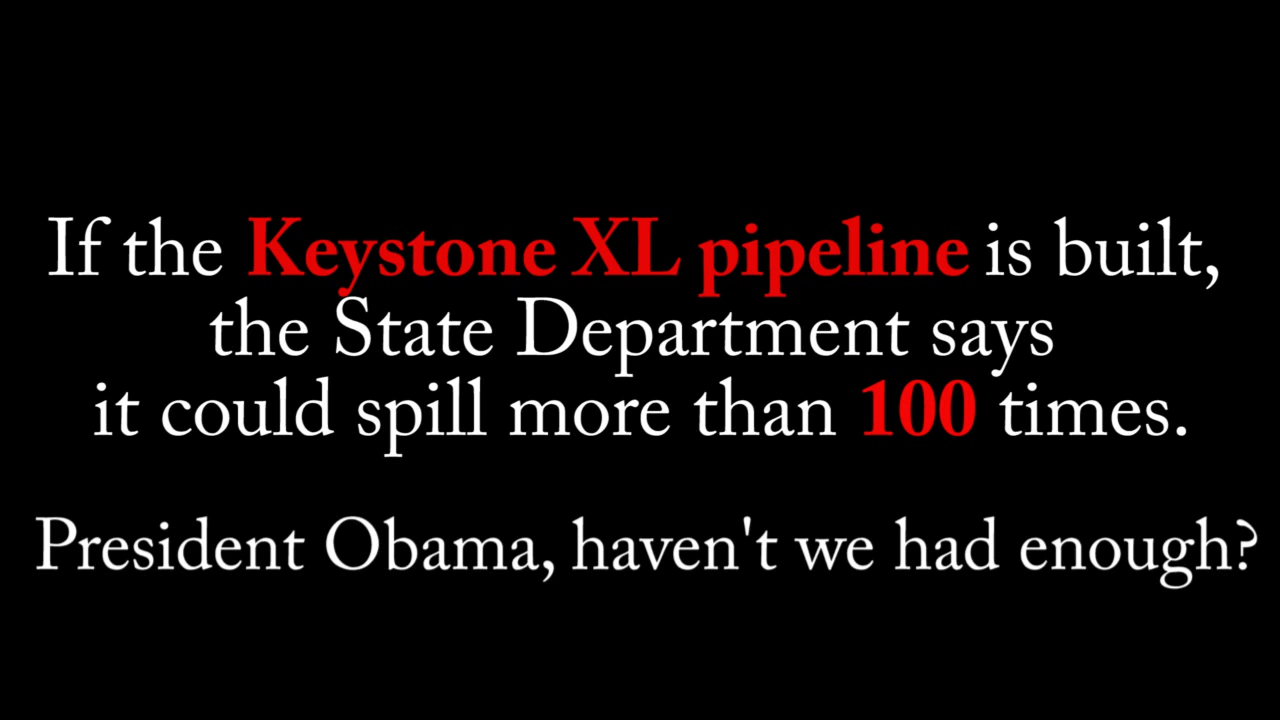 If the Keystone XL pipeline is built,
the State Department says
it could spill more than 100 times.
President Obama, haven't we had enough?